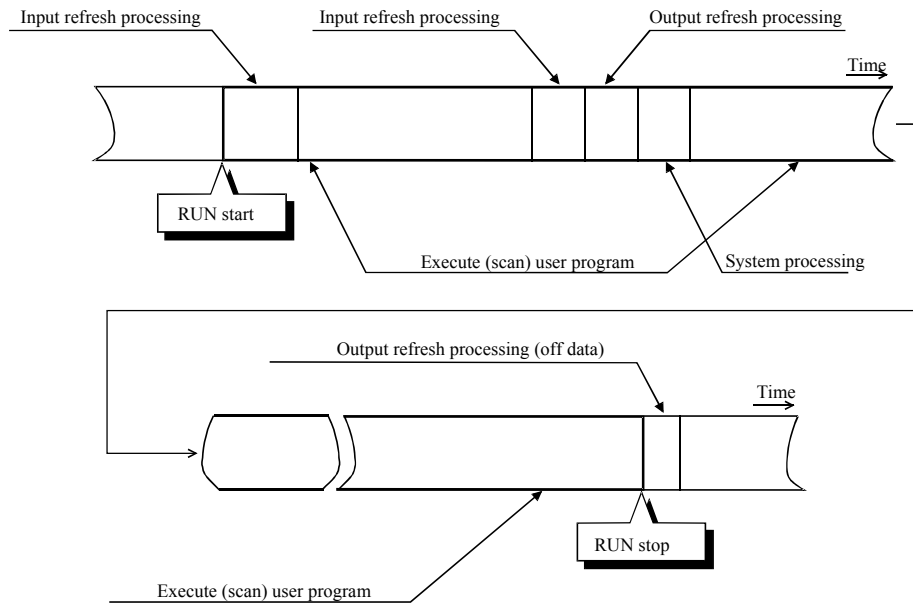 Input refresh processing
Input refresh processing
Output refresh processing
Time
RUN start
Execute (scan) user program
System processing
Output refresh processing (off data)
Time
RUN stop
Execute (scan) user program